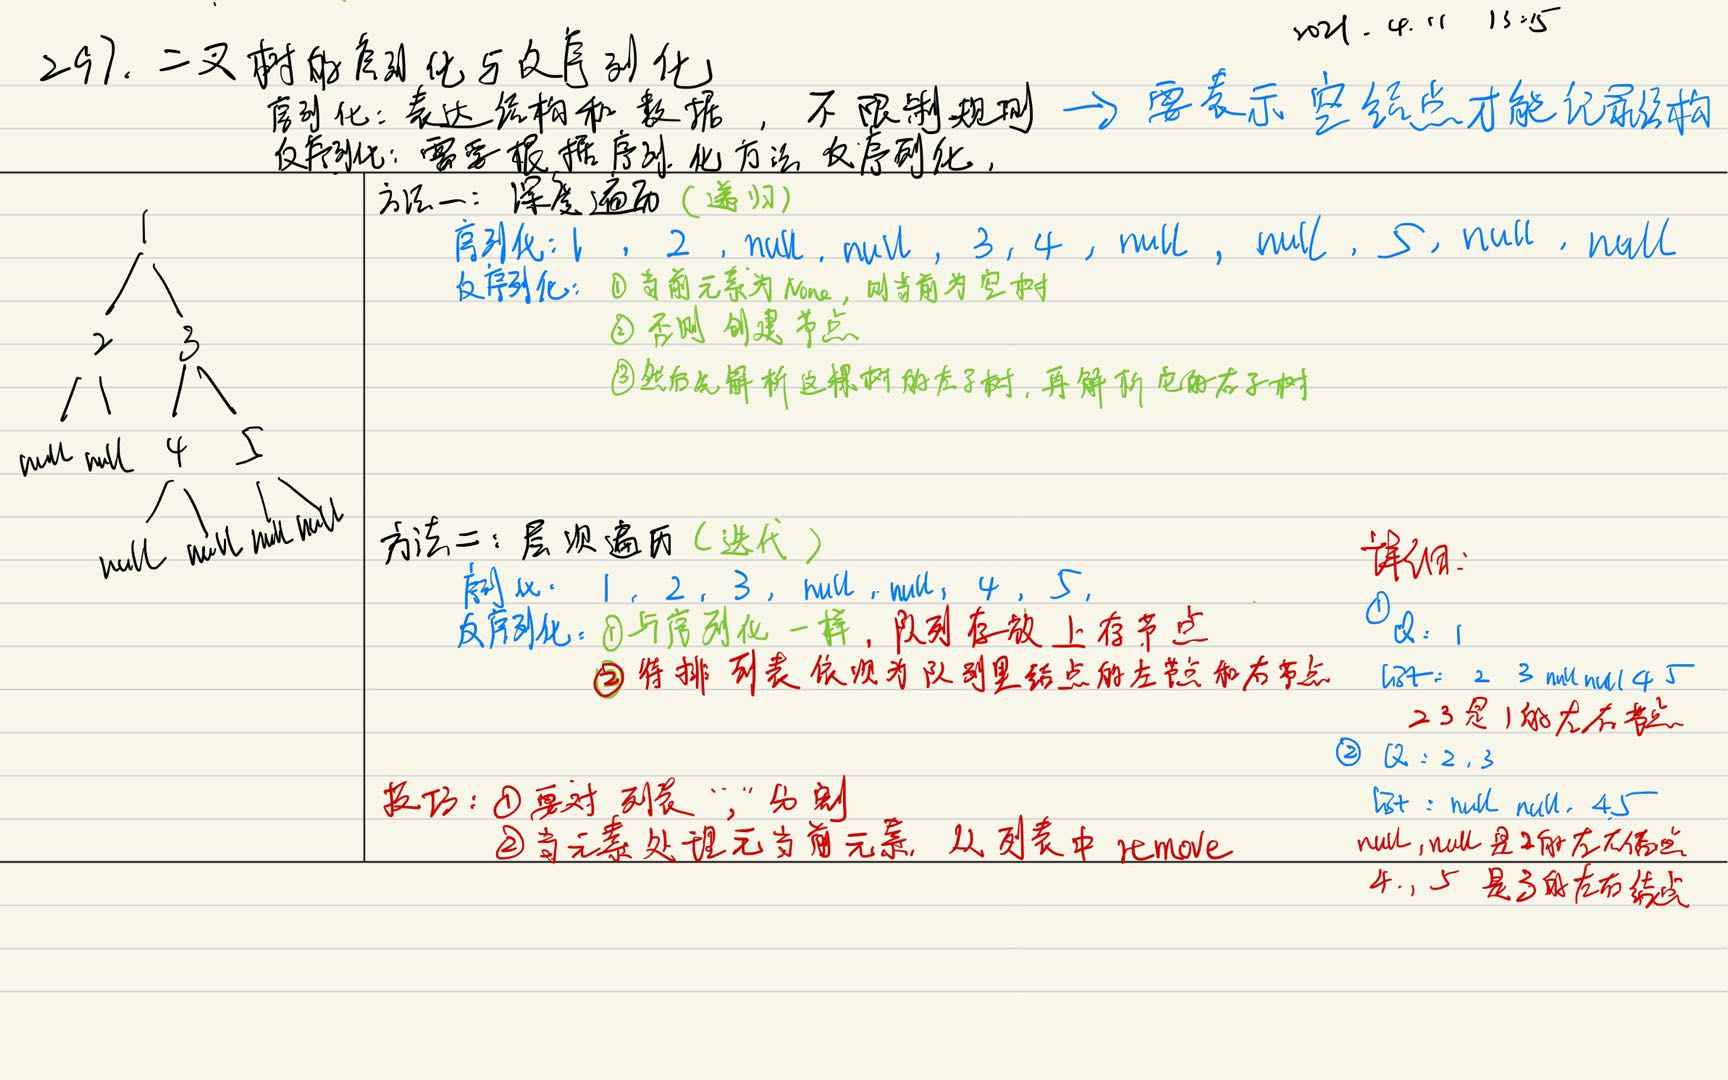 2021.4.11 13:15
297. 二叉树的序列化与反序列化
序列化：表达结构和数据，不限制规则 → 需表示空结点才能记录结构
反序列化：需要根据序列化方法反序列化，
1
2 3
null null 4 5
null null null null
方法一：深度遍历（递归）
序列化：1，2，null，null，3，4，null，null，5，null，null
反序列化：①当前元素为None，则当前为空树
②否则 创建节点
③然后先解析这棵树的左子树，再解析它的右子树
方法二：层次遍历（迭代）
序列化：1，2，3，null，null，4，5，
反序列化：①与序列化一样，队列存放上存节点
②待排列表依次为队列里结点的左节点和右节点
技巧：①要对列表“，”分割
②当元素处理完当前元素，从列表中remove
详细：
①
Q：1
list：2 3 null null 4 5
2 3是1的左右节点
② Q：2，3
list：null null，4 5
null，null是2的左右结点
4，5 是3的左右结点